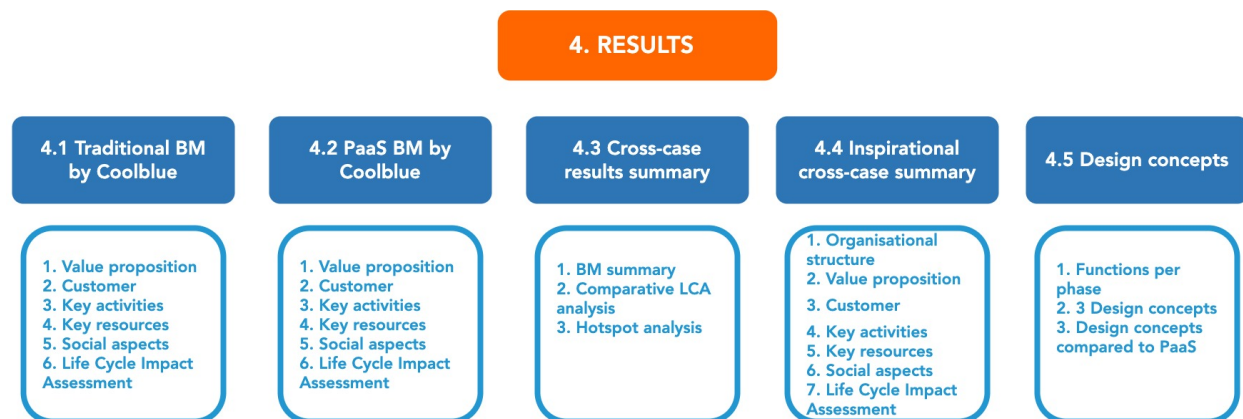 4. RESULTS
4.1 Traditional BM
by Coolblue
4.2 PaaS BM by
Coolblue
4.3 Cross-case
results summary
4.4 Inspirational
cross-case summary
4.5 Design concepts
1. Value proposition
2. Customer
3. Key activities
4. Key resources
5. Social aspects
6. Life Cycle Impact
Assessment
1. Value proposition
2. Customer
3. Key activities
4. Key resources
5. Social aspects
6. Life Cycle Impact
Assessment
1. BM summary
2. Comparative LCA
analysis
3. Hotspot analysis
1. Organisational
structure
2. Value proposition
3. Customer
4. Key activities
5. Key resources
6. Social aspects
7. Life Cycle Impact
Assessment
1. Functions per
phase
2. 3 Design concepts
3. Design concepts
compared to PaaS